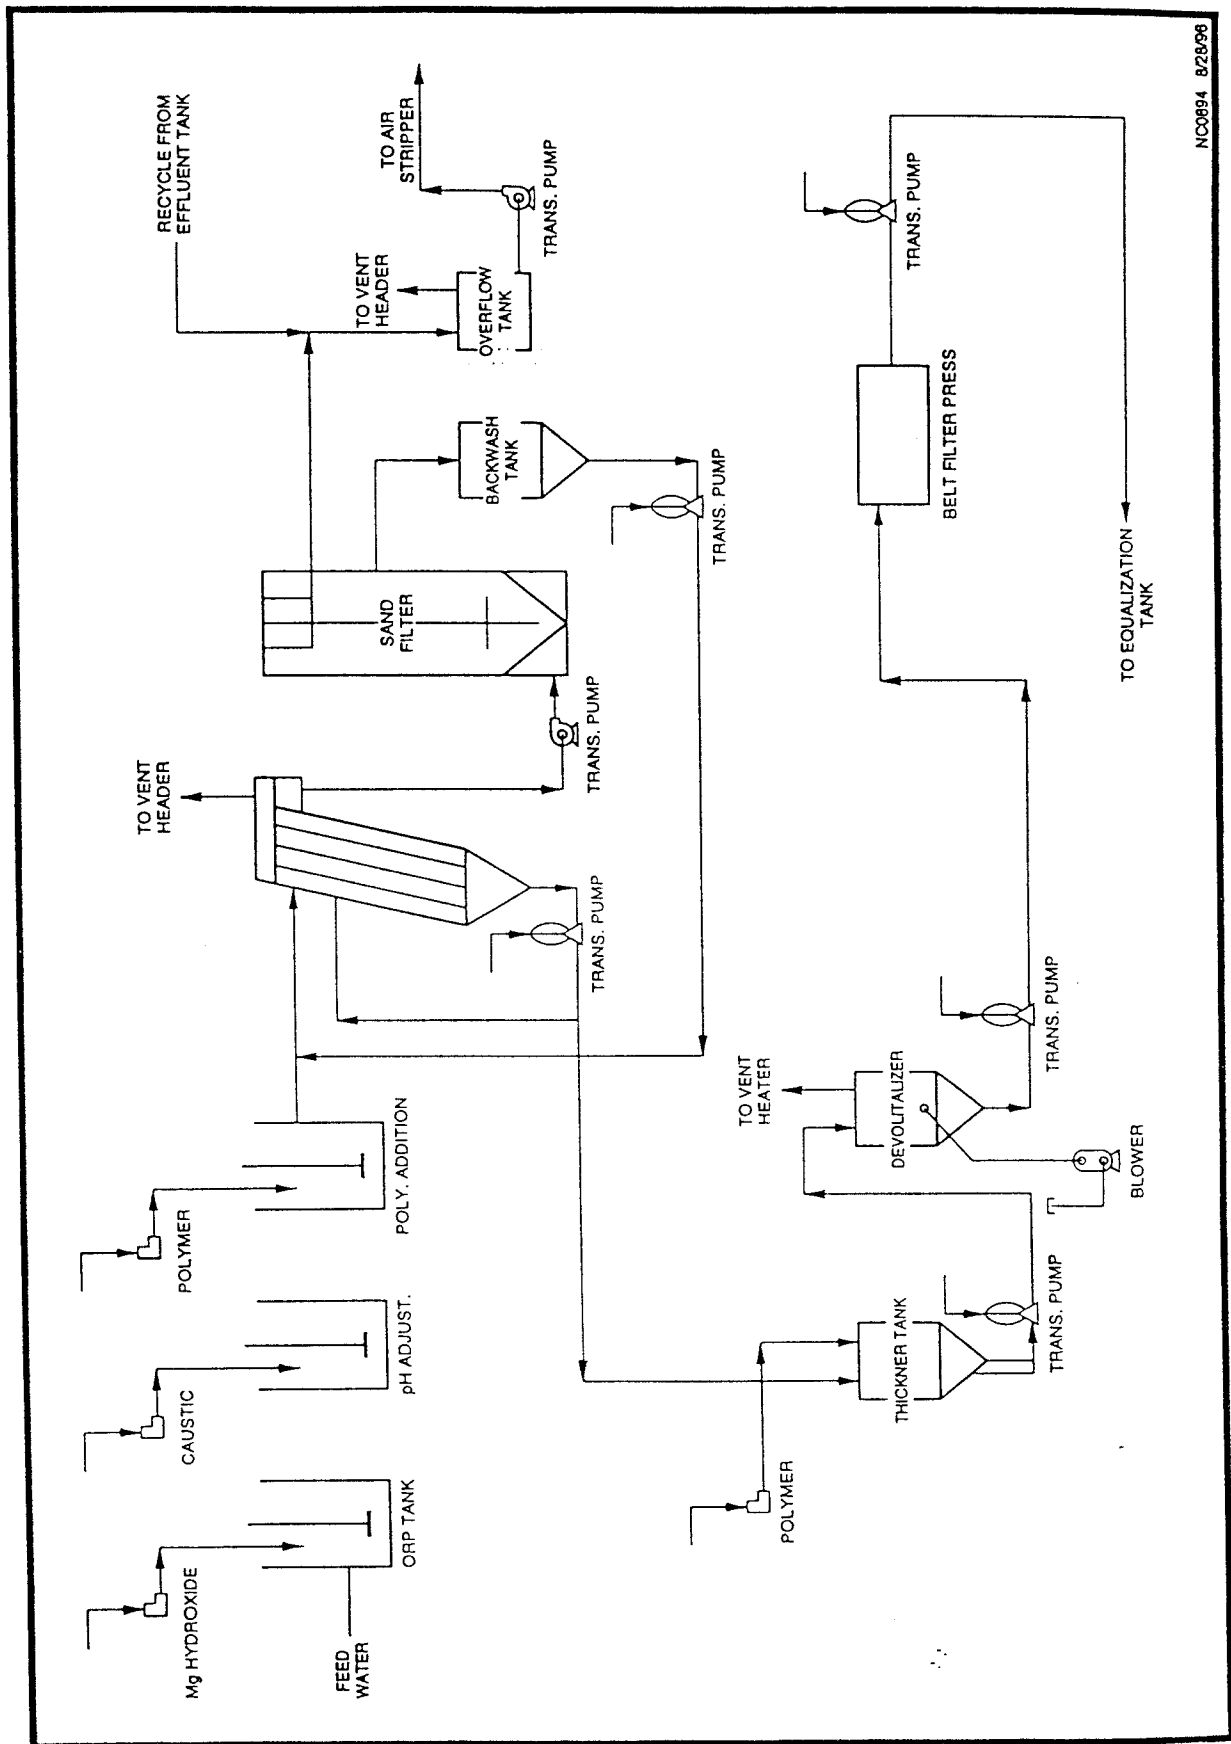 Mg HYDROXIDE
FEED
WATER
ORP TANK
CAUSTIC
pH ADJUST.
POLYMER
POLY. ADDITION
TO VENT
HEADER
TRANS. PUMP
TRANS. PUMP
SAND
FILTER
BACKWASH
TANK
TRANS. PUMP
RECYCLE FROM
EFFLUENT TANK
TO VENT
HEADER
OVERFLOW
TANK
TO AIR
STRIPPER
TRANS. PUMP
POLYMER
THICKNER TANK
TRANS. PUMP
TO VENT
HEATER
DEVOLITALIZER
BLOWER
TRANS. PUMP
BELT FILTER PRESS
TRANS. PUMP
TO EQUALIZATION
TANK
NC0894 8/28/96